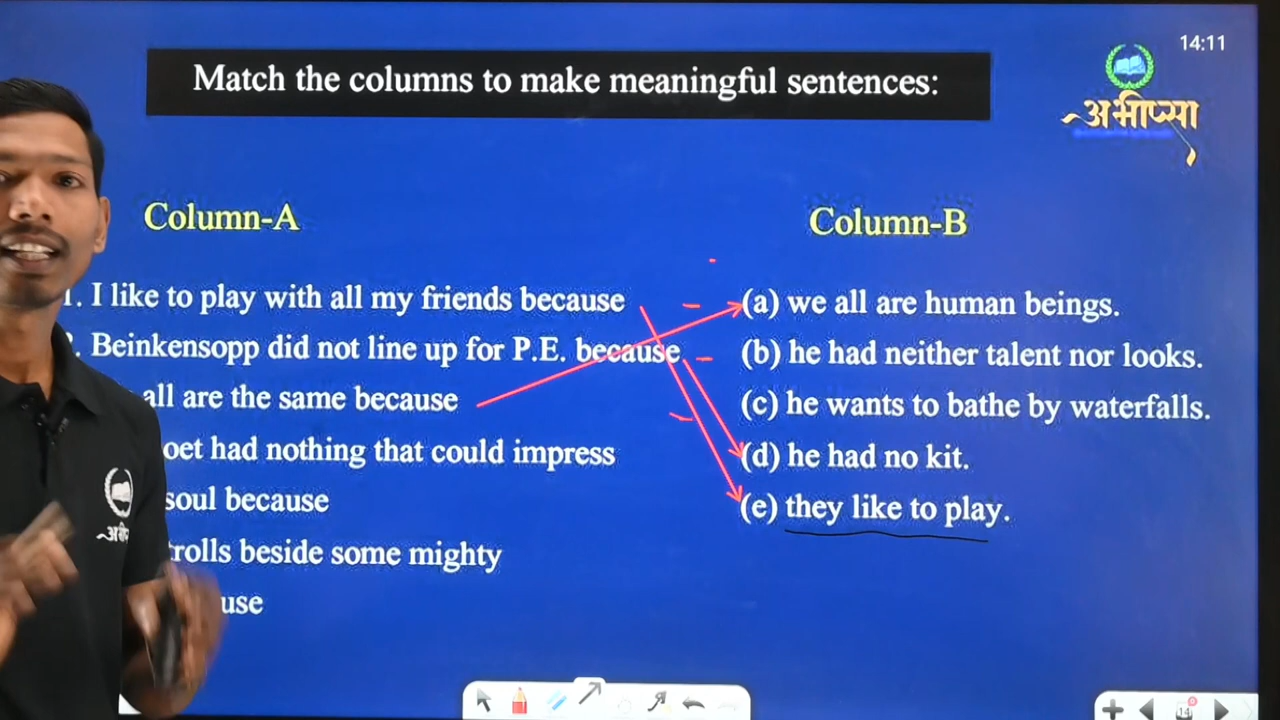 14:11
Match the columns to make meaningful sentences:
अभीप्सा
Column-A
Column-B
1. I like to play with all my friends because
(a) we all are human beings.
. Beinkensopp did not line up for P.E. because
(b) he had neither talent nor looks.
all are the same because
(c) he wants to bathe by waterfalls.
oet had nothing that could impress
(d) he had no kit.
soul because
(e) they like to play.
trolls beside some mighty
use
14